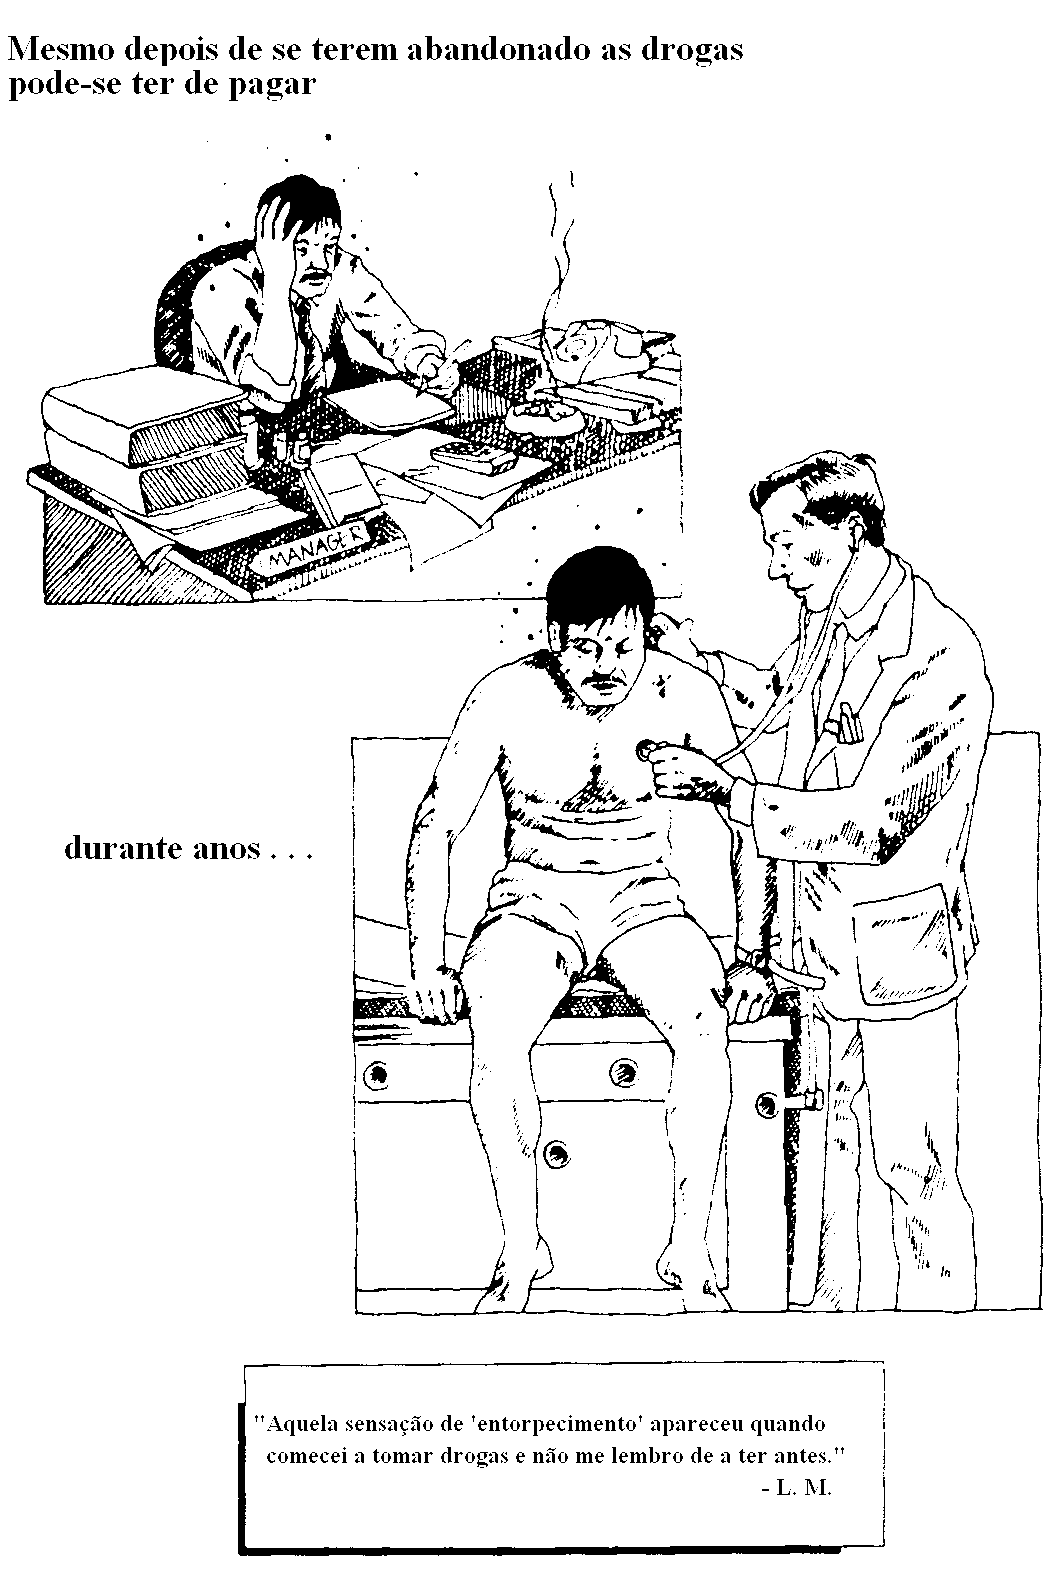 Mesmo depois de se terem abandonado as drogas
pode-se ter de pagar
MANAGER
durante anos . . .
"Aquela sensação de 'entorpecimento' apareceu quando
comecei a tomar drogas e não me lembro de a ter antes."
- L. M.